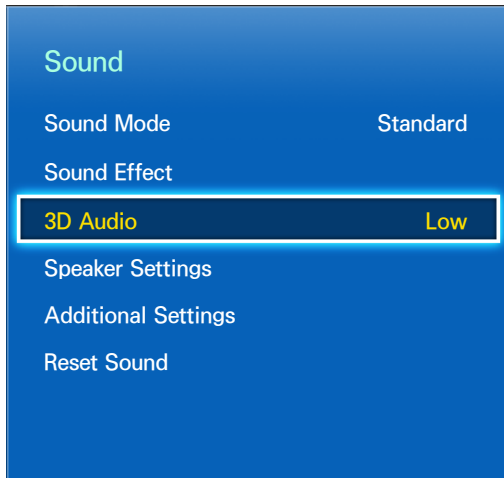 Sound
Sound Mode Standard
Sound Effect
3D Audio Low
Speaker Settings
Additional Settings
Reset Sound